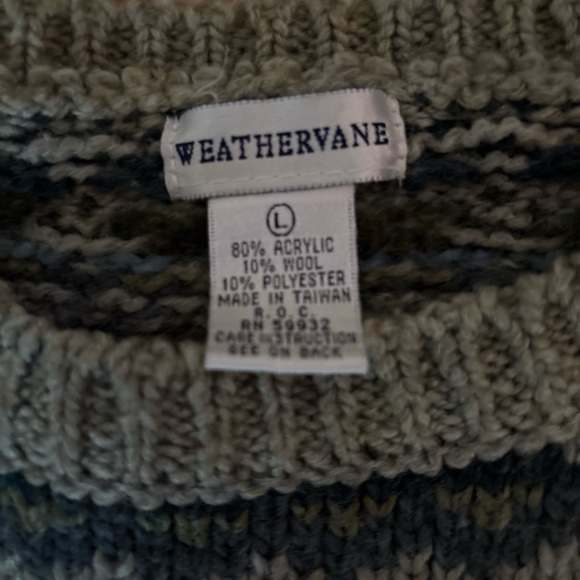 WEATHERVANE
L
80% ACRYLIC
10% WOOL
10% POLYESTER
MADE IN TAIWAN
R. O. C.
RN 59932
CARE INSTRUCTION
SEE ON BACK